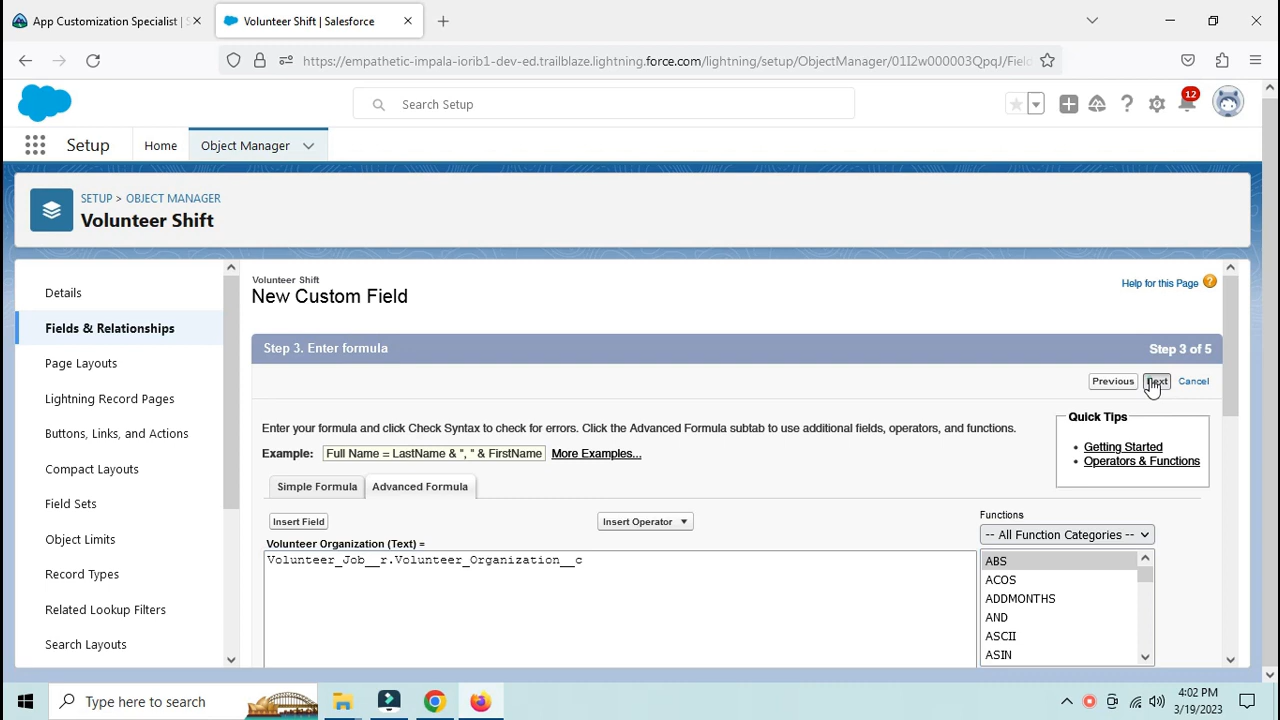 App Customization Specialist | S
Volunteer Shift | Salesforce
https://empathetic-impala-iorib1-dev-ed.trailblaze.lightning.force.com/lightning/setup/ObjectManager/01I2w000003QpqJ/Field
Search Setup
12
Setup
Home
Object Manager
SETUP > OBJECT MANAGER
Volunteer Shift
Details
Fields & Relationships
Page Layouts
Lightning Record Pages
Buttons, Links, and Actions
Compact Layouts
Field Sets
Object Limits
Record Types
Related Lookup Filters
Search Layouts
Volunteer Shift
New Custom Field
Help for this Page
Step 3. Enter formula
Step 3 of 5
Previous
Next
Cancel
Enter your formula and click Check Syntax to check for errors. Click the Advanced Formula subtab to use additional fields, operators, and functions.
Example: Full Name = LastName & ", " & FirstName More Examples...
Quick Tips
• Getting Started
• Operators & Functions
Simple Formula
Advanced Formula
Insert Field
Insert Operator
Functions
-- All Function Categories --
Volunteer Organization (Text) =
Volunteer_Job__r.Volunteer_Organization__c
ABS
ACOS
ADDMONTHS
AND
ASCII
ASIN
Type here to search
4:02 PM
3/19/2023